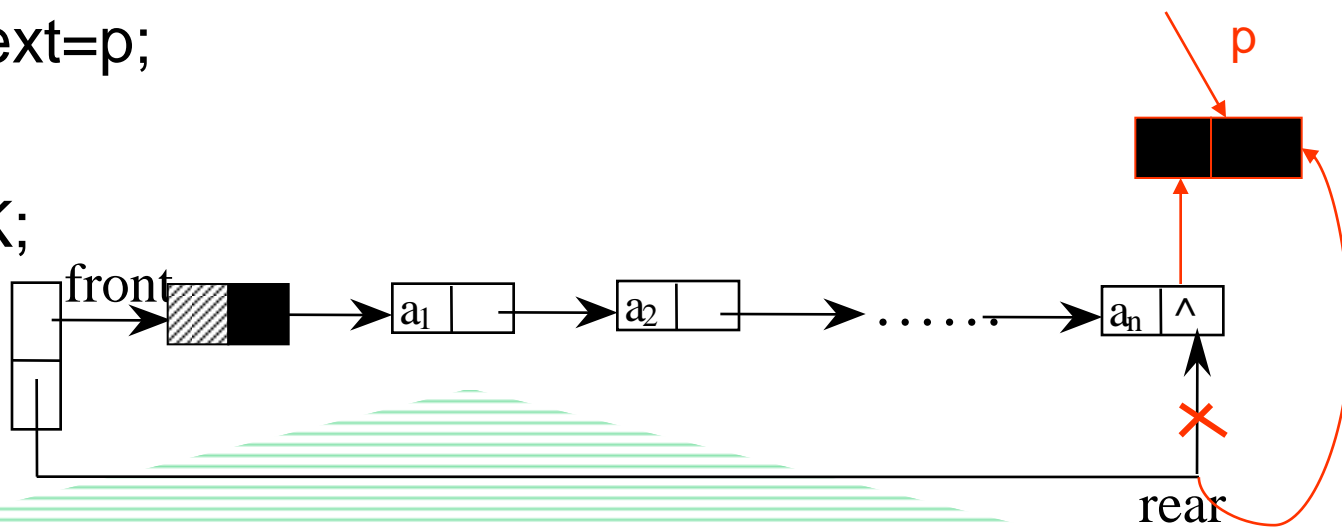 ext=p;
p
K;
front
a1
a2
......
an ^
rear